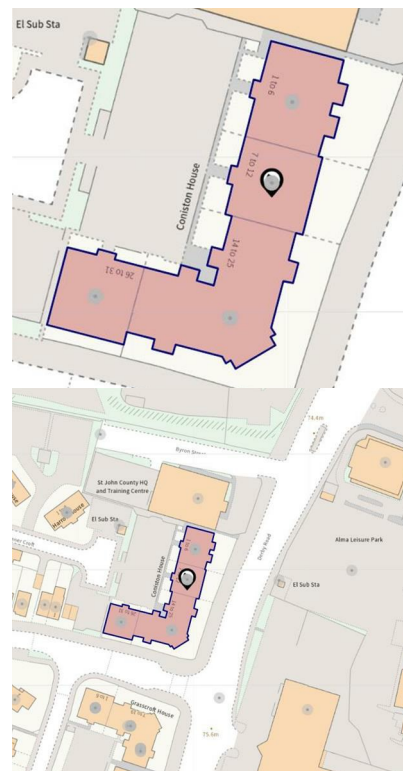 El Sub Sta
1 to 6
7 to 12
Coniston House
14 to 25
26 to 31
74.4m
Byron Street
St John County HQ
and Training Centre
El Sub Sta
Coniston House
Derby Road
Alma Leisure Park
El Sub Sta
Grasscroft House
75.6m